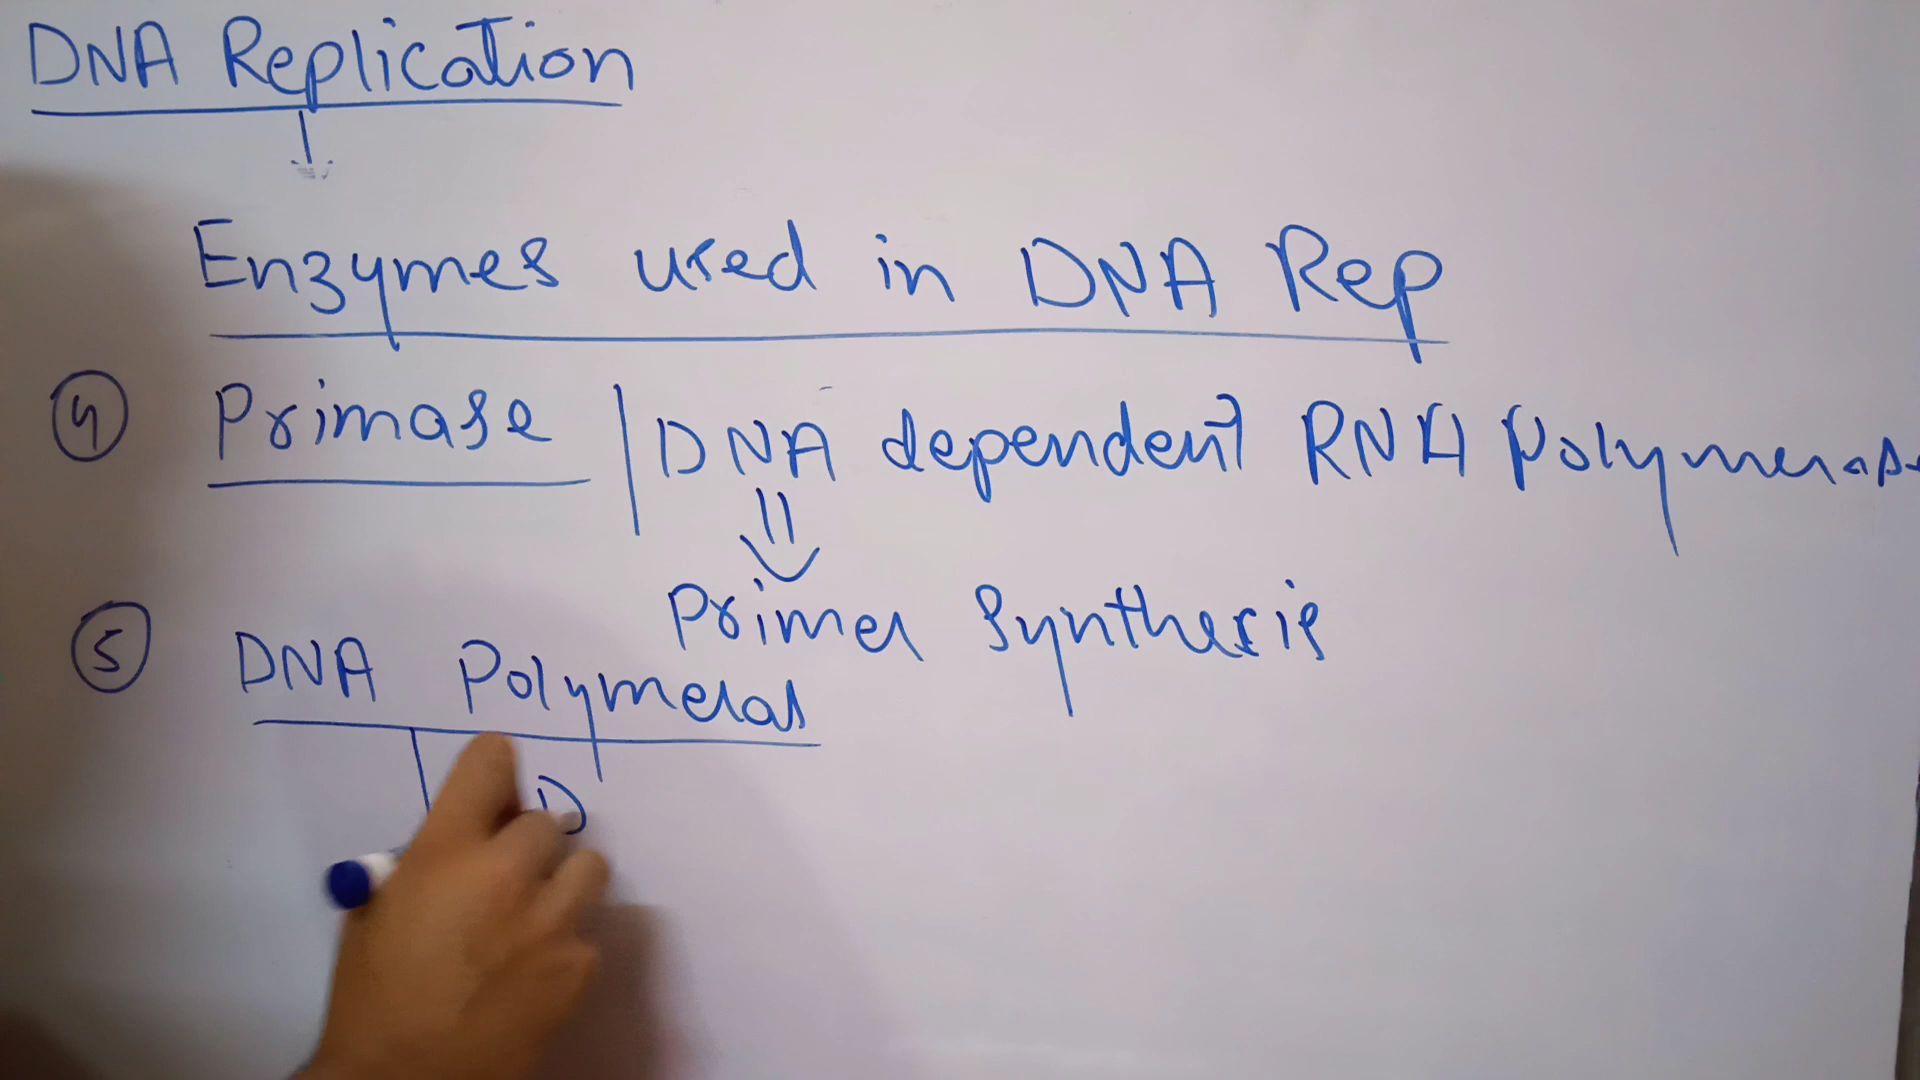 DNA Replication
Enzymes used in DNA Rep
4 Primase | DNA dependent RNA Polymerase
Primer Synthesis
5 DNA Polymeras
D